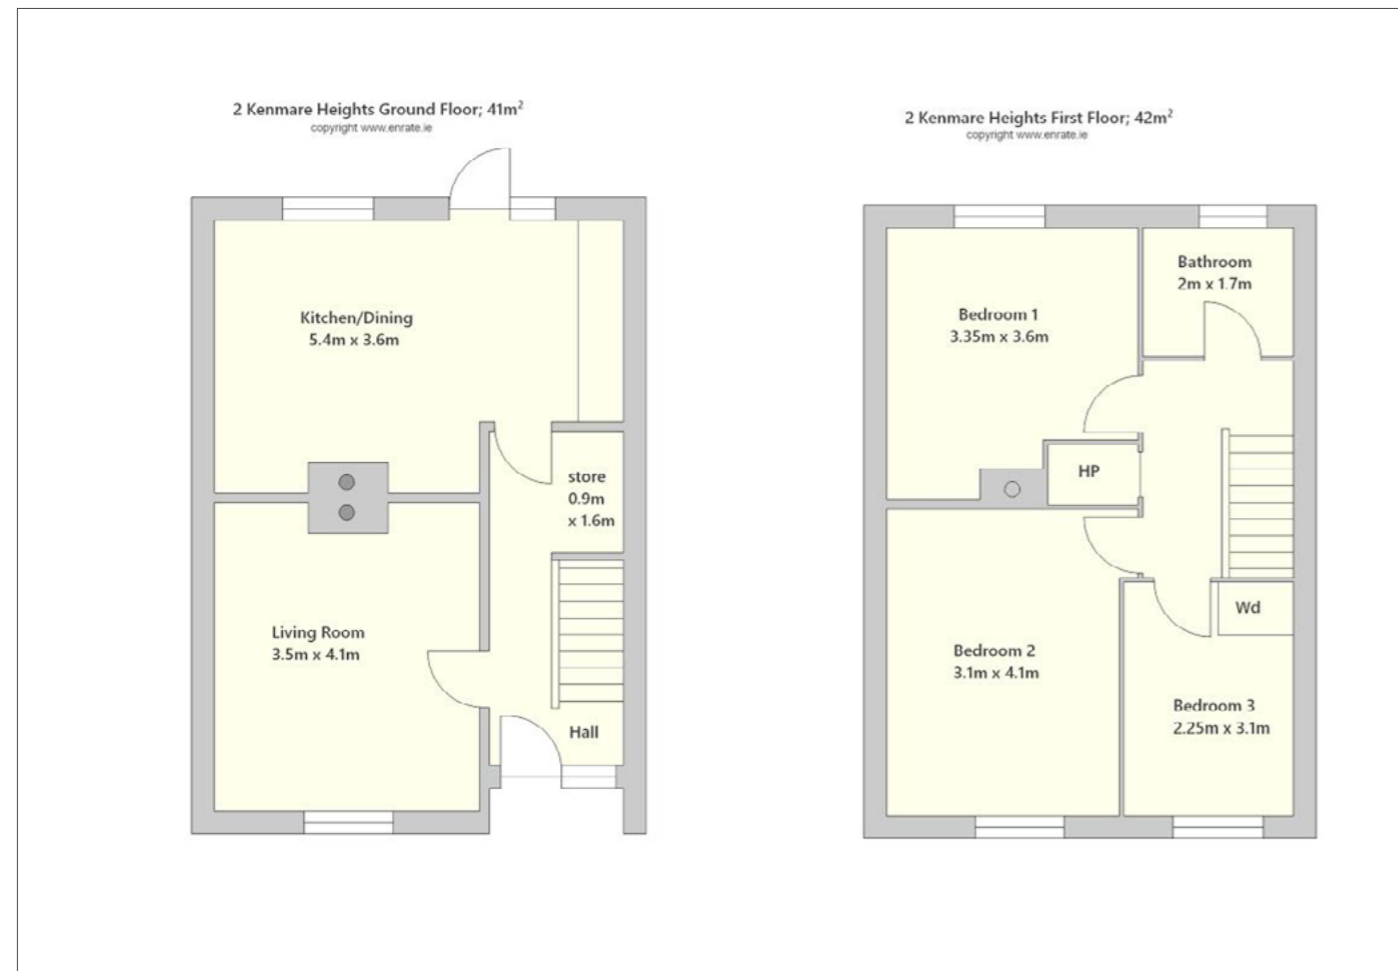 2 Kenmare Heights Ground Floor; 41m²
copyright www.enrate.ie
Kitchen/Dining
5.4m x 3.6m
store
0.9m
x 1.6m
Living Room
3.5m x 4.1m
Hall
2 Kenmare Heights First Floor; 42m²
copyright www.enrate.ie
Bathroom
2m x 1.7m
Bedroom 1
3.35m x 3.6m
HP
Wd
Bedroom 2
3.1m x 4.1m
Bedroom 3
2.25m x 3.1m